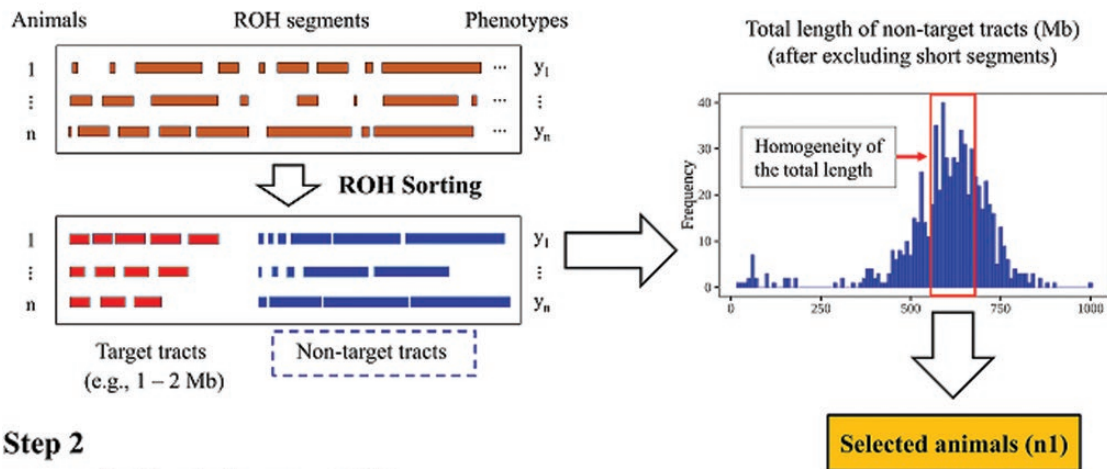 Animals ROH segments Phenotypes
1 ··· y1
⋮ ··· ⋮
n ··· yn
ROH Sorting
1 y1
⋮ ⋮
n yn
Target tracts
(e.g., 1 – 2 Mb)
Non-target tracts
Total length of non-target tracts (Mb)
(after excluding short segments)
Frequency
40
30
20
10
0
Homogeneity of
the total length
0 250 500 750 1000
Step 2
Selected animals (n1)